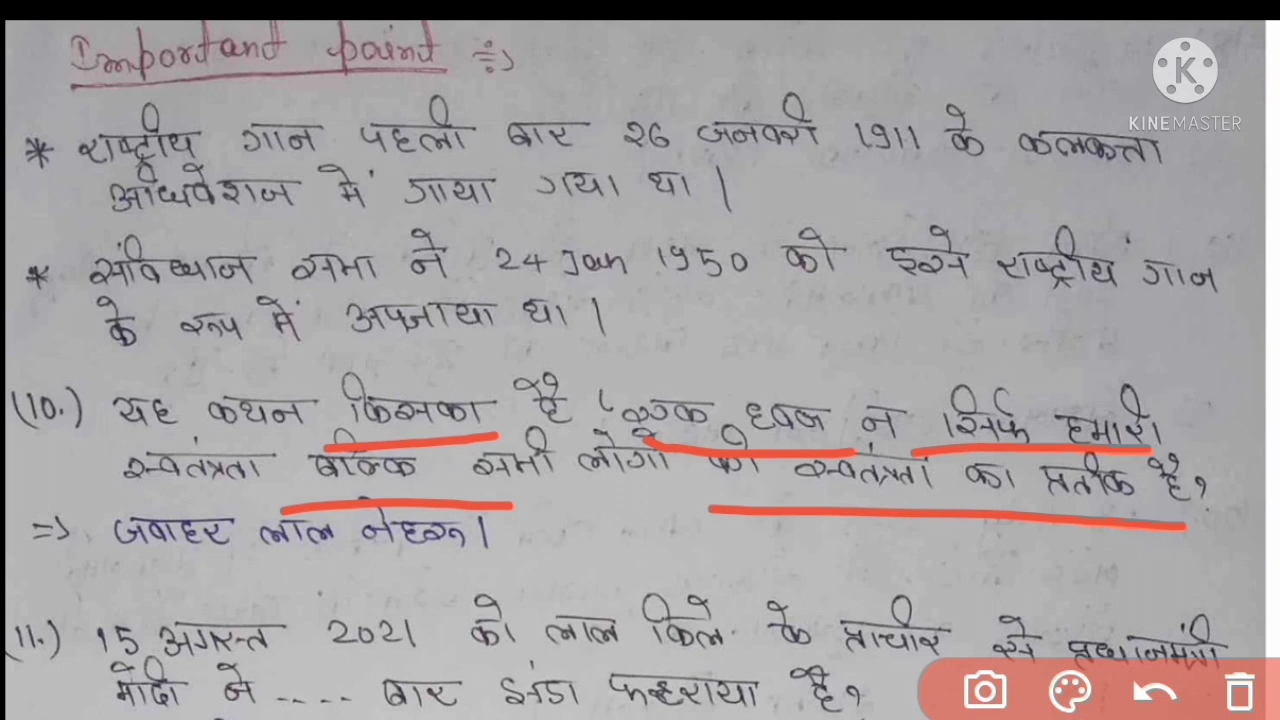 Important point ÷⇒
KINEMASTER
* राष्ट्रीय गान पहली बार 26 जनवरी 1911 के कलकत्ता
अधिवेशन में गाया गया था |
* संविधान सभा ने 24 Jan 1950 को इसे राष्ट्रीय गान
के रूप में अपनाया था |
(10.) यह कथन किसका है ? ' एक ध्वज न सिर्फ हमारी
स्वतंत्रता बल्कि सभी लोगों की स्वतंत्रता का प्रतीक है ?
=> जवाहर लाल नेहरू |
(11.) 15 अगस्त 2021 को लाल किले के प्राचीर से प्रधानमंत्री
मोदी ने ..... बार झंडा फहराया है ?